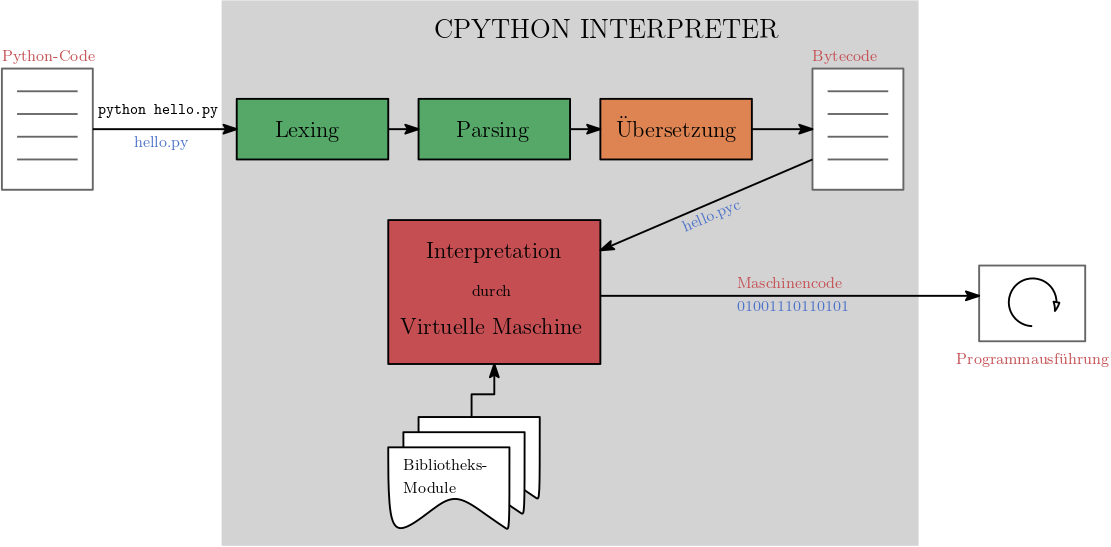 CPYTHON INTERPRETER
Python-Code
Bytecode
python hello.py
hello.py
Lexing
Parsing
Übersetzung
hello.pyc
Interpretation
durch
Virtuelle Maschine
Maschinencode
01001110110101
Programmausführung
Bibliotheks-
Module